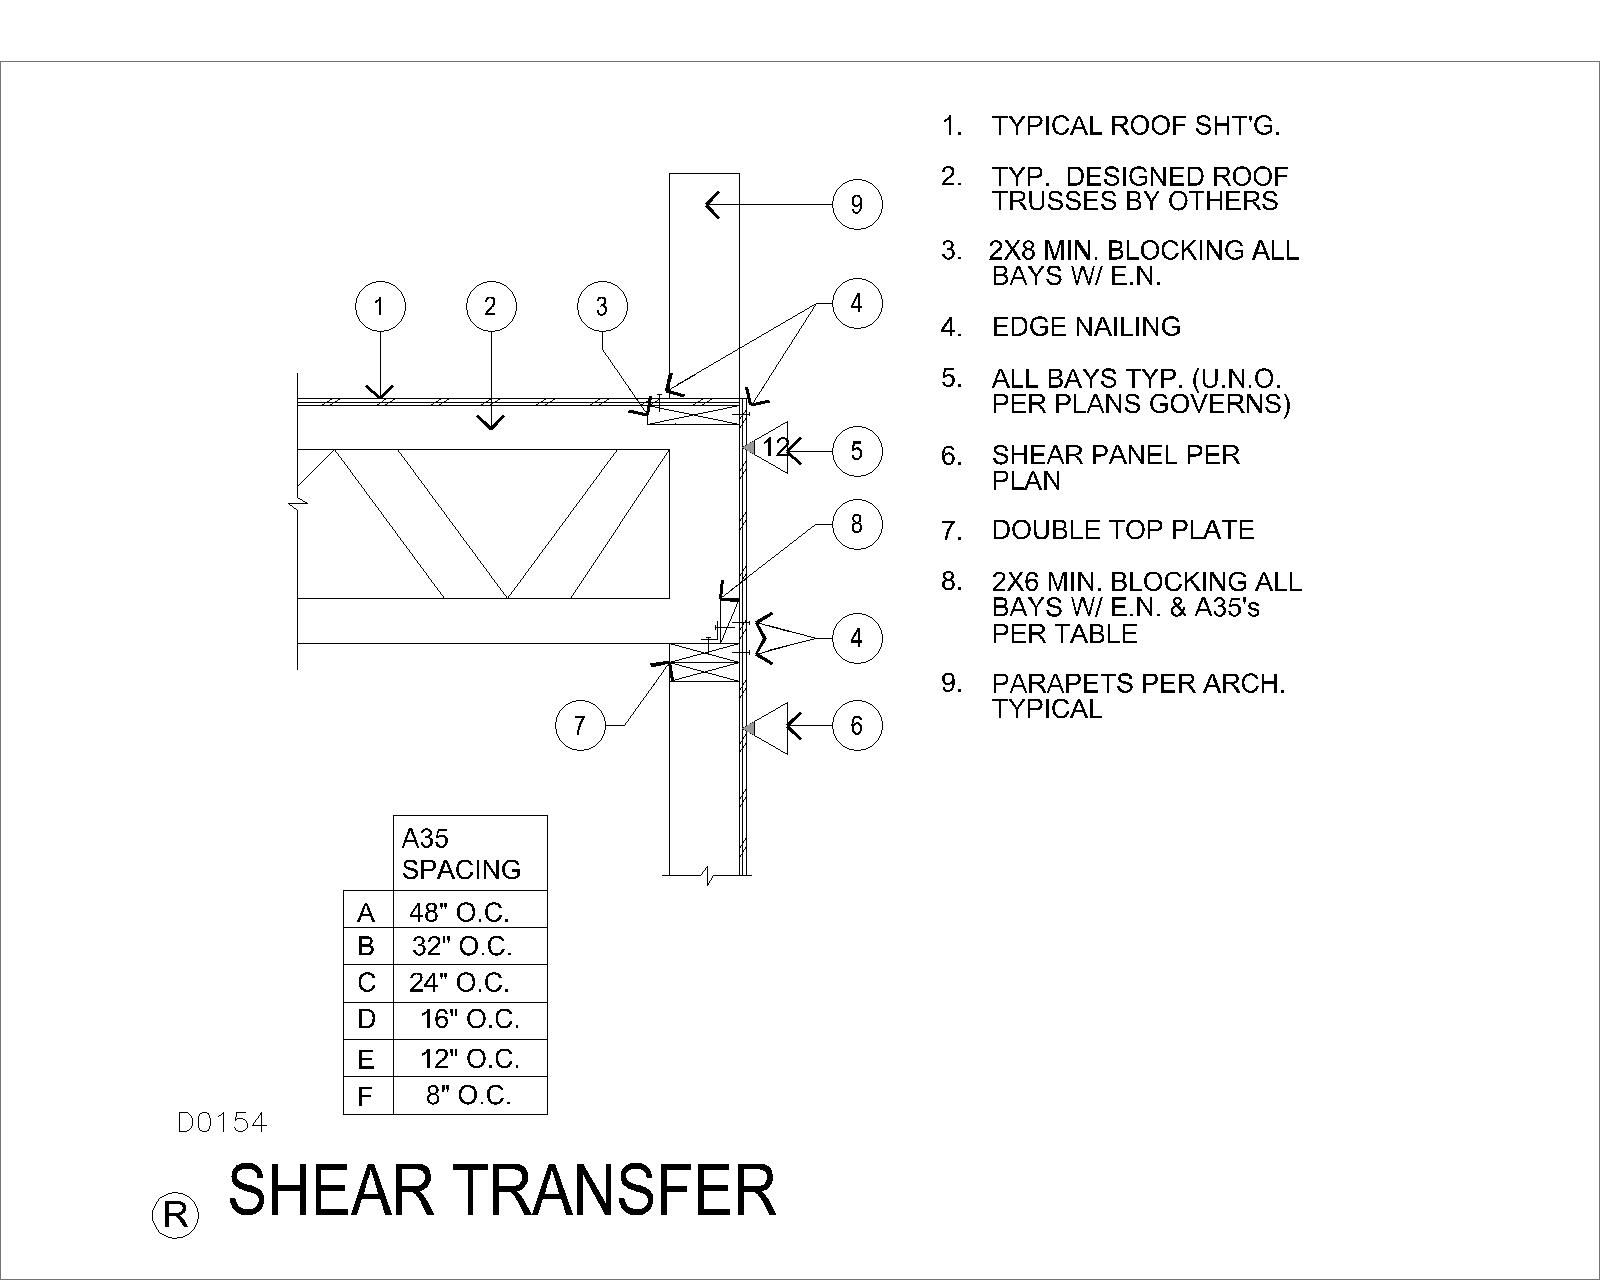 1. TYPICAL ROOF SHT'G.
2. TYP. DESIGNED ROOF
TRUSSES BY OTHERS
3. 2X8 MIN. BLOCKING ALL
BAYS W/ E.N.
4. EDGE NAILING
5. ALL BAYS TYP. (U.N.O.
PER PLANS GOVERNS)
6. SHEAR PANEL PER
PLAN
7. DOUBLE TOP PLATE
8. 2X6 MIN. BLOCKING ALL
BAYS W/ E.N. & A35's
PER TABLE
9. PARAPETS PER ARCH.
TYPICAL
9
1 2 3 4
12 5
8
4
7 6
A35
SPACING
A 48" O.C.
B 32" O.C.
C 24" O.C.
D 16" O.C.
E 12" O.C.
F 8" O.C.
D0154
R SHEAR TRANSFER